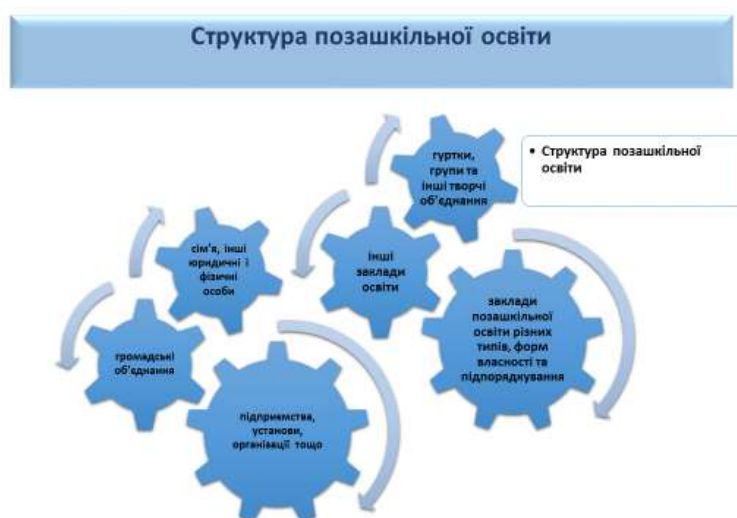 Структура позашкільної освіти
гуртки,
групи та
інші творчі
об'єднання
• Структура позашкільної
освіти
сім'я, інші
юридичні і
фізичні
особи
інші
заклади
освіти
заклади
позашкільної
освіти різних
типів, форм
власності та
підпорядкування
громадські
об'єднання
підприємства,
установи,
організації тощо